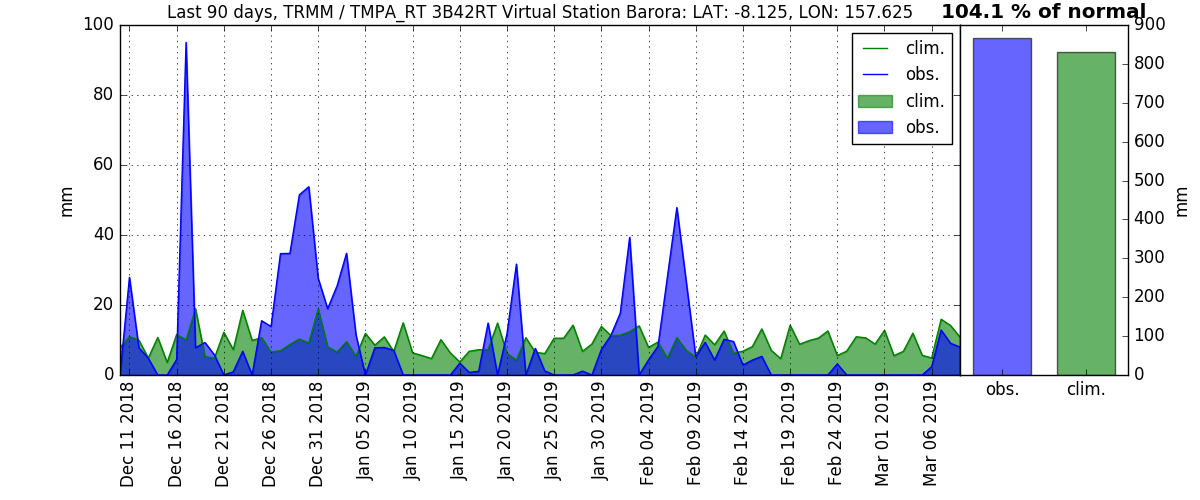 Last 90 days, TRMM / TMPA_RT 3B42RT Virtual Station Barora: LAT: -8.125, LON: 157.625
104.1 % of normal
mm
100
80
60
40
20
0
clim.
obs.
clim.
obs.
Dec 11 2018
Dec 16 2018
Dec 21 2018
Dec 26 2018
Dec 31 2018
Jan 05 2019
Jan 10 2019
Jan 15 2019
Jan 20 2019
Jan 25 2019
Jan 30 2019
Feb 04 2019
Feb 09 2019
Feb 14 2019
Feb 19 2019
Feb 24 2019
Mar 01 2019
Mar 06 2019
900
800
700
600
500
400
300
200
100
0
mm
obs.
clim.